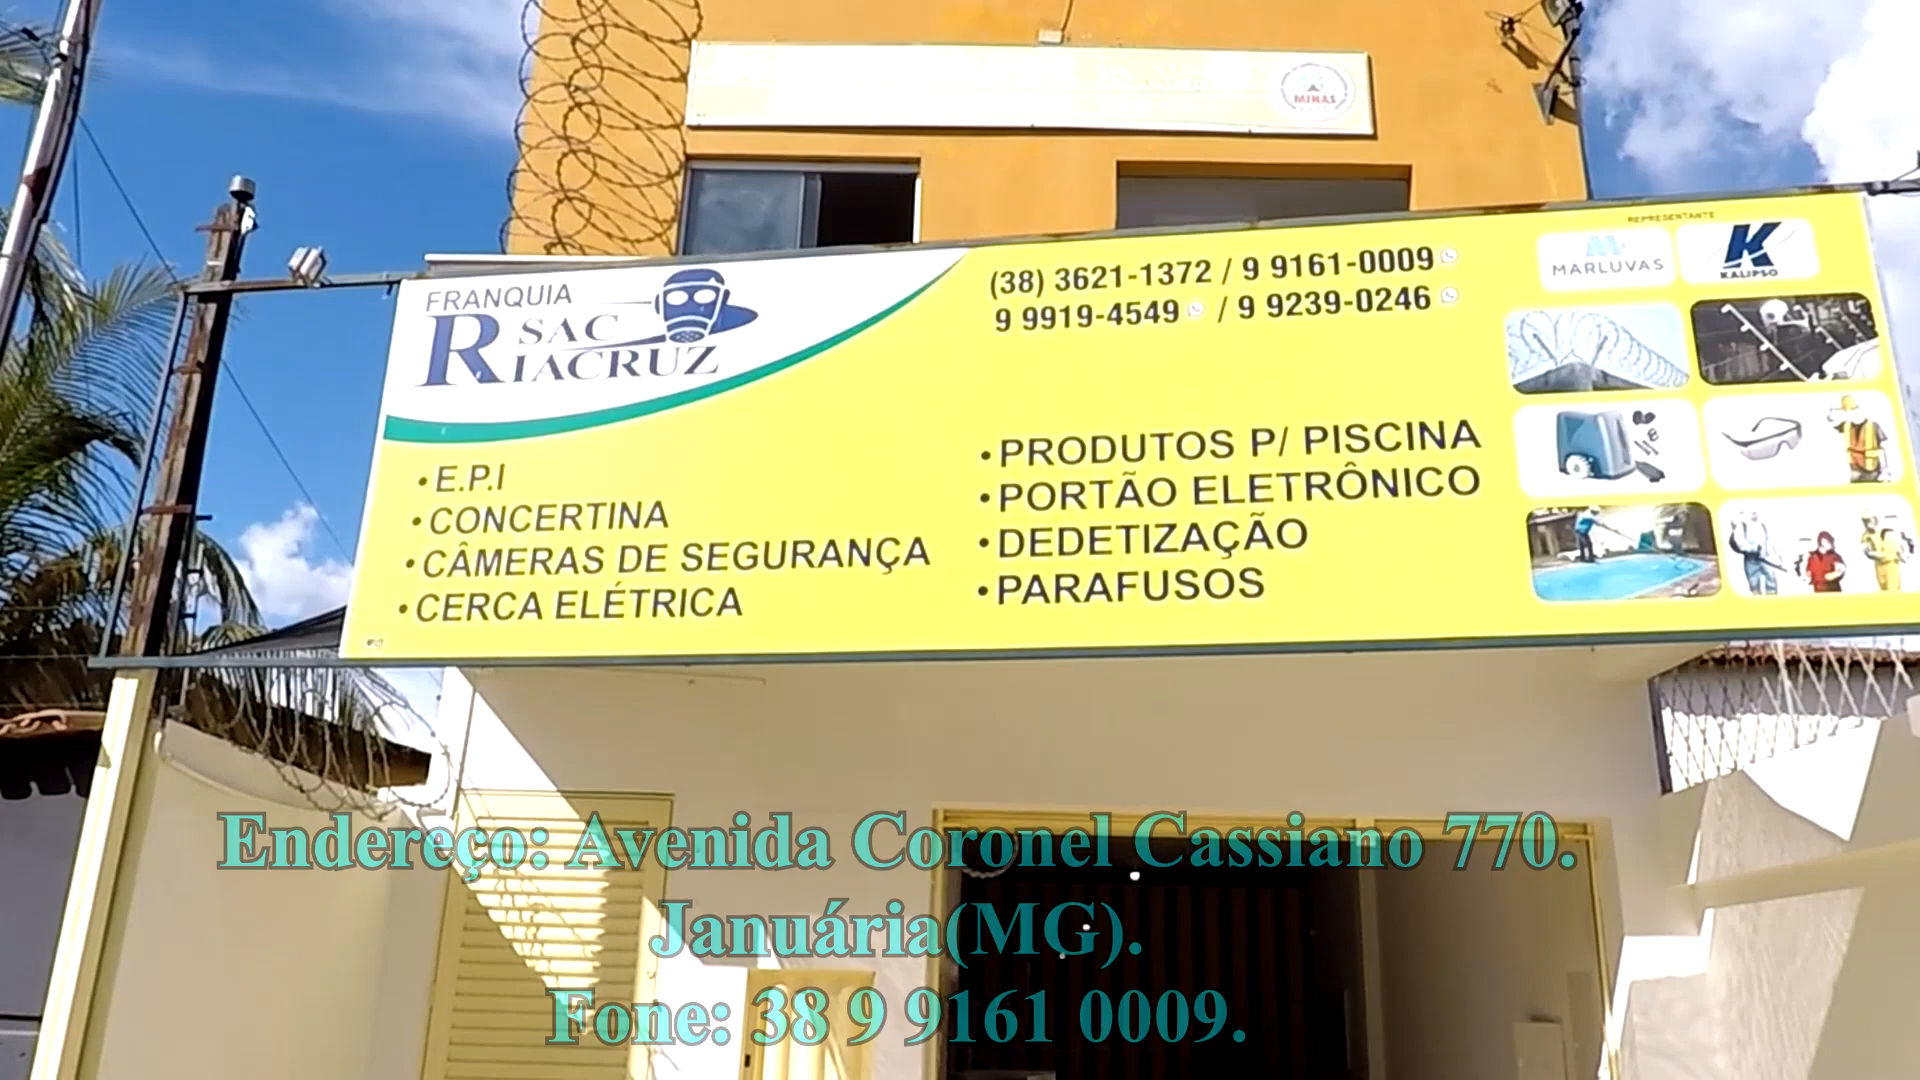 MINAS
REPRESENTANTE
MARLUVAS
KALIPSO
FRANQUIA
SAC
RIACRUZ
(38) 3621-1372 / 9 9161-0009
9 9919-4549 / 9 9239-0246
•E.P.I
•CONCERTINA
•CÂMERAS DE SEGURANÇA
•CERCA ELÉTRICA
•PRODUTOS P/ PISCINA
•PORTÃO ELETRÔNICO
•DEDETIZAÇÃO
•PARAFUSOS
Endereço: Avenida Coronel Cassiano 770.
Januária(MG).
Fone: 38 9 9161 0009.